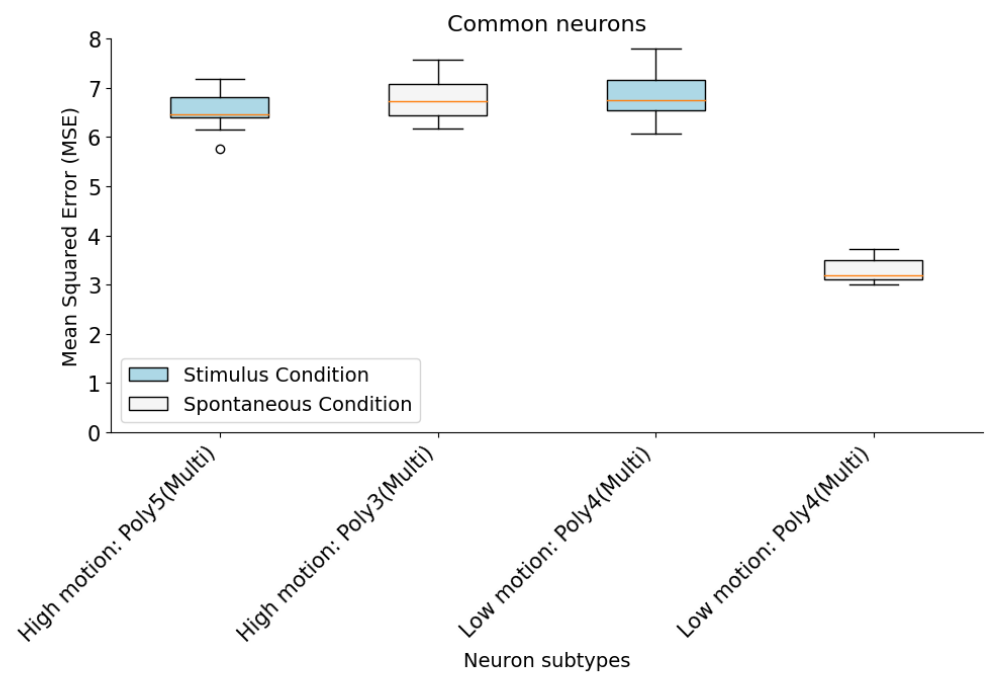 Common neurons
Mean Squared Error (MSE)
8
7
6
5
4
3
2
1
0
Stimulus Condition
Spontaneous Condition
High motion: Poly5(Multi)
High motion: Poly3(Multi)
Low motion: Poly4(Multi)
Low motion: Poly4(Multi)
Neuron subtypes